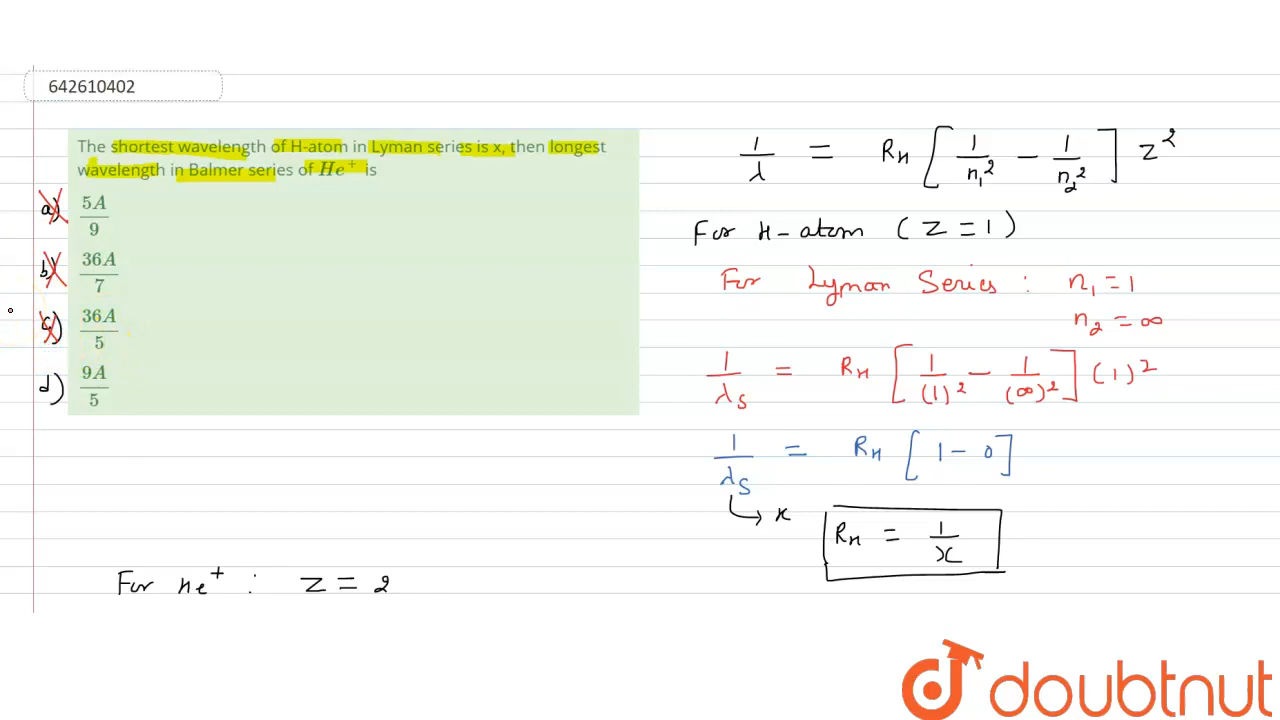 642610402
The shortest wavelength of H-atom in Lyman series is x, then longest
wavelength in Balmer series of He⁺ is
a) 5A/9
b) 36A/7
c) 36A/5
d) 9A/5
1/λ = R_H [1/n₁² − 1/n₂²] Z²
For H-atom (Z = 1)
For Lyman Series : n₁ = 1
n₂ = ∞
1/λ_S = R_H [1/(1)² − 1/(∞)²] (1)²
1/λ_S = R_H [1 − 0]
↳ x
R_H = 1/x
For He⁺ : Z = 2
doubtnut